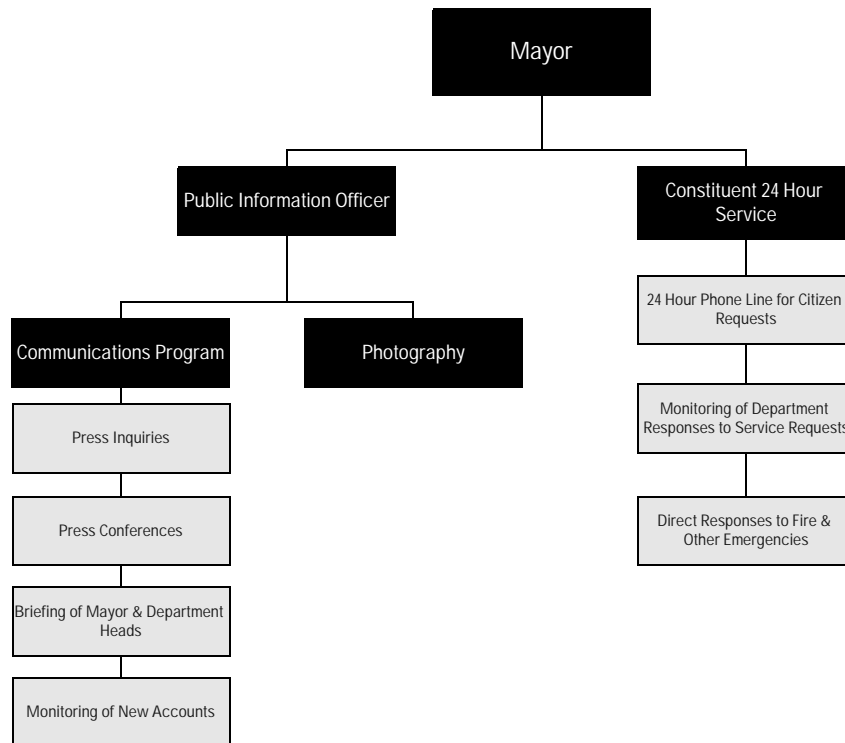 Mayor
Public Information Officer
Constituent 24 Hour
Service
Communications Program
Photography
24 Hour Phone Line for Citizen
Requests
Monitoring of Department
Responses to Service Requests
Direct Responses to Fire &
Other Emergencies
Press Inquiries
Press Conferences
Briefing of Mayor & Department
Heads
Monitoring of New Accounts